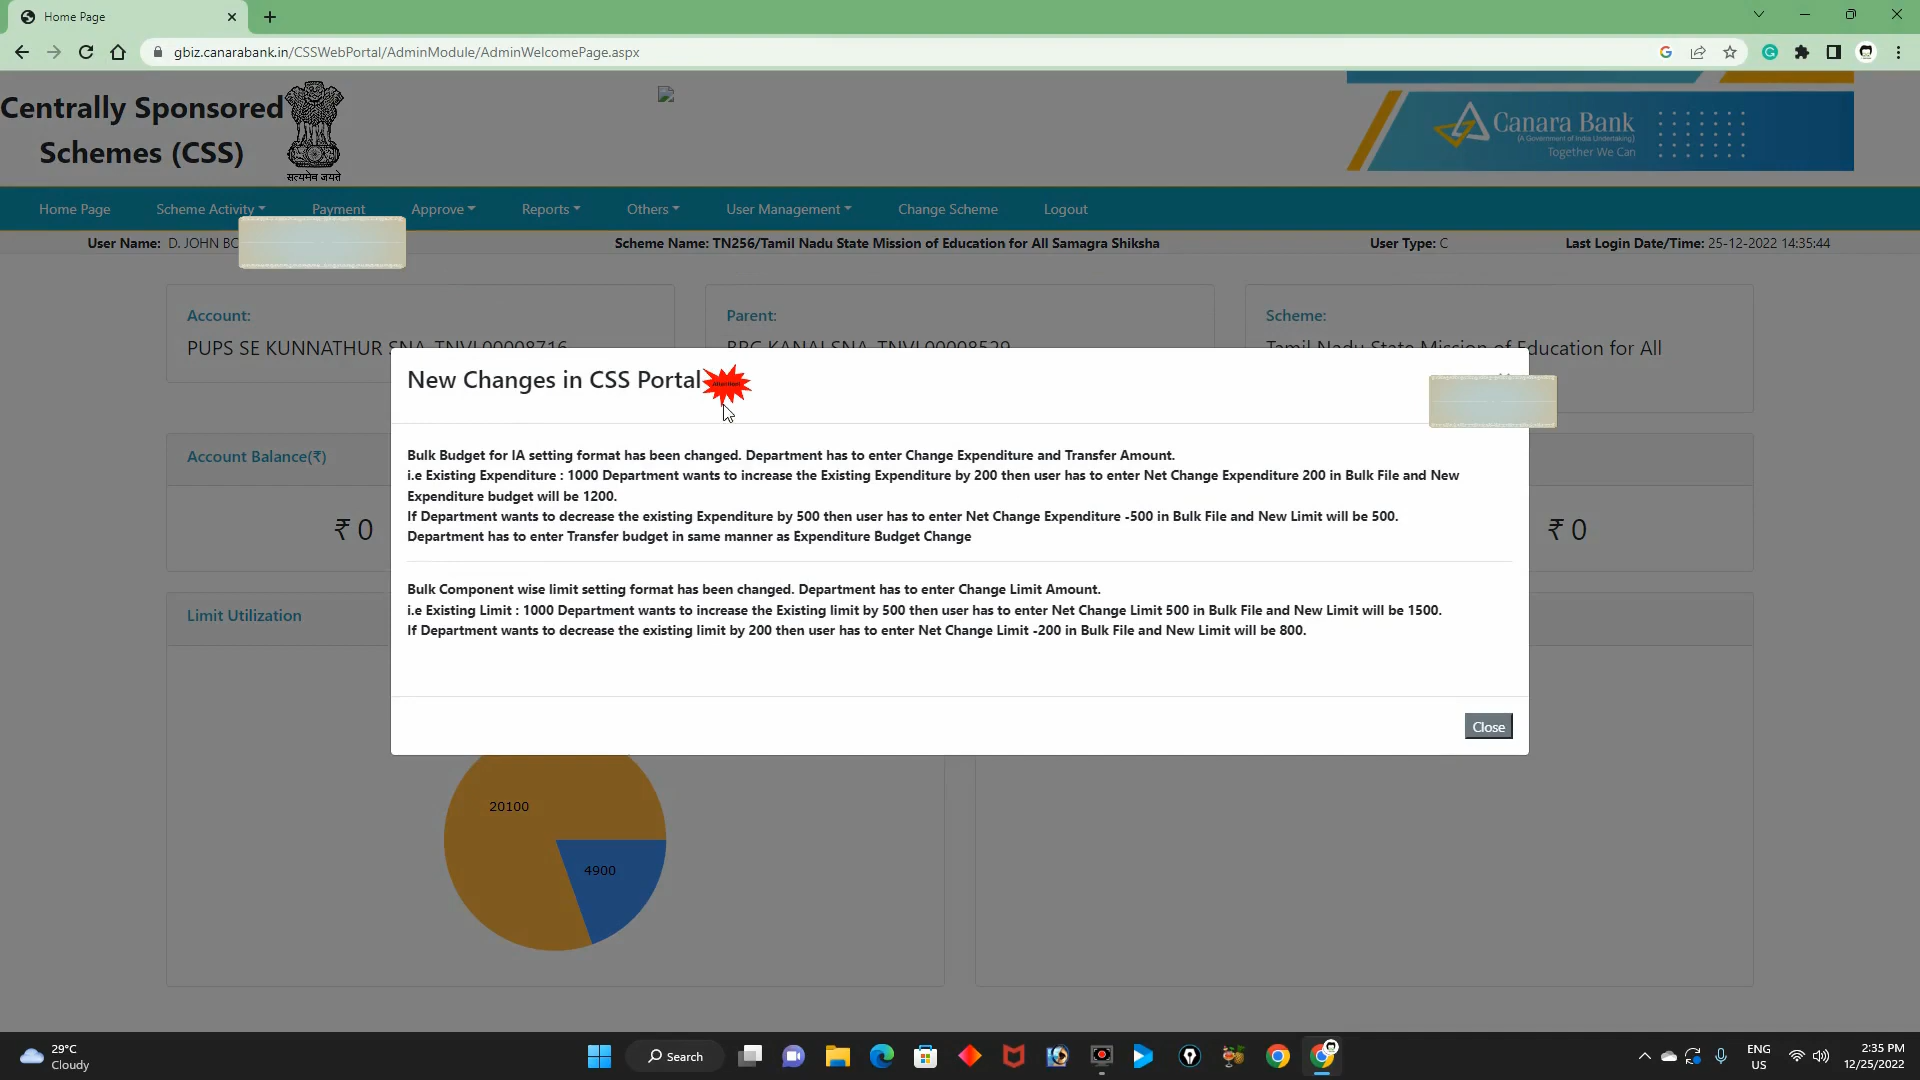 Home Page
gbiz.canarabank.in/CSSWebPortal/AdminModule/AdminWelcomePage.aspx
Centrally Sponsored
Schemes (CSS)
सत्यमेव जयते
Canara Bank
(A Government of India Undertaking)
Together We Can
Home Page Scheme Activity Payment Approve Reports Others User Management Change Scheme Logout
User Name: D. JOHN Scheme Name: TN256/Tamil Nadu State Mission of Education for All Samagra Shiksha User Type: C Last Login Date/Time: 25-12-2022 14:35:44
Account: Parent: Scheme:
PUPS SE KUNNATHUR SNA Tamil Nadu State Mission of Education for All
New Changes in CSS Portal
Account Balance(₹)
Bulk Budget for IA setting format has been changed. Department has to enter Change Expenditure and Transfer Amount.
i.e Existing Expenditure : 1000 Department wants to increase the Existing Expenditure by 200 then user has to enter Net Change Expenditure 200 in Bulk File and New
Expenditure budget will be 1200.
If Department wants to decrease the existing Expenditure by 500 then user has to enter Net Change Expenditure -500 in Bulk File and New Limit will be 500.
Department has to enter Transfer budget in same manner as Expenditure Budget Change
₹ 0 ₹ 0
Bulk Component wise limit setting format has been changed. Department has to enter Change Limit Amount.
i.e Existing Limit : 1000 Department wants to increase the Existing limit by 500 then user has to enter Net Change Limit 500 in Bulk File and New Limit will be 1500.
If Department wants to decrease the existing limit by 200 then user has to enter Net Change Limit -200 in Bulk File and New Limit will be 800.
Limit Utilization
Close
20100
4900
29°C
Cloudy
Search
ENG
US
2:35 PM
12/25/2022